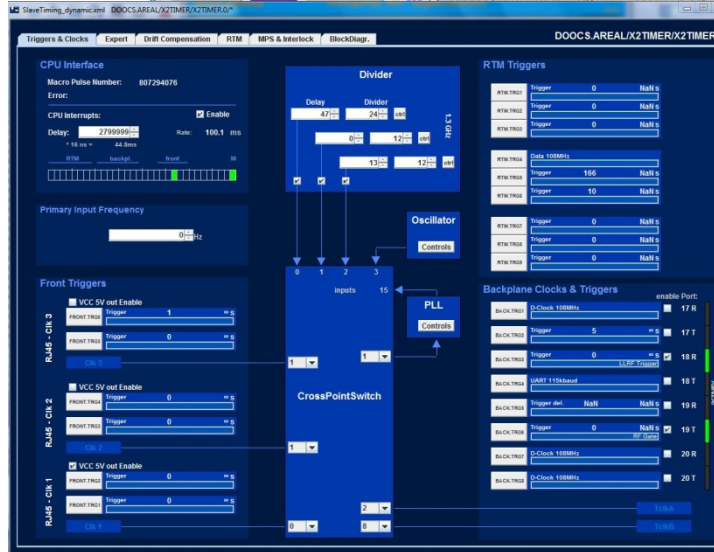 SlaveTiming_dynamic.xml DOOCS.AREAL/X2TIMER/X2TIMER.0/*
Triggers & Clocks Expert Drift Compensation RTM MPS & Interlock BlockDiagr. DOOCS.AREAL/X2TIMER/X2TIMER
CPU Interface
Macro Pulse Number: 807294076
Error:
CPU Interrupts: Enable
Delay: 2799999 Rate: 100.1 ms
* 16 ns = 44.8ms
RTM backpl. front M
Primary Input Frequency
0 Hz
Front Triggers
RJ45 - Clk 3
VCC 5V out Enable
FRONT.TRG6 Trigger 1 s
FRONT.TRG5 Trigger 0 s
Clk 3
RJ45 - Clk 2
VCC 5V out Enable
FRONT.TRG4 Trigger 0 s
FRONT.TRG3 Trigger 0 s
Clk 2
RJ45 - Clk 1
VCC 5V out Enable
FRONT.TRG2 Trigger 0 s
FRONT.TRG1 Trigger 0 s
Clk 1
Divider
Delay Divider
47 24 ctrl
0 12 ctrl
13 12 ctrl
1.3 GHz
Oscillator
Controls
0 1 2 3
inputs 15
PLL
Controls
1 1
CrossPointSwitch
1
2
0 8
RTM Triggers
RTM.TRG1 Trigger 0 NaN s
RTM.TRG2 Trigger 0 NaN s
RTM.TRG3 Trigger 0 NaN s
RTM.TRG4 Data 108MHz
RTM.TRG5 Trigger 166 NaN s
RTM.TRG6 Trigger 10 NaN s
RTM.TRG7 Trigger 0 NaN s
RTM.TRG8 Trigger 0 NaN s
Trigger 0 NaN s
Backplane Clocks & Triggers
enable Port:
BACK.TRG1 D-Clock 108MHz 17 R
BACK.TRG2 Trigger 5 s 17 T
BACK.TRG3 Trigger 0 s 18 R
LLRF Trigger
BACK.TRG4 UART 115kbaud 18 T
BACK.TRG5 Trigger del. NaN NaN s 19 R
BACK.TRG6 Trigger 0 NaN s 19 T
RF Gate
BACK.TRG7 D-Clock 108MHz 20 R
BACK.TRG8 D-Clock 108MHz 20 T
TclkA
TclkB